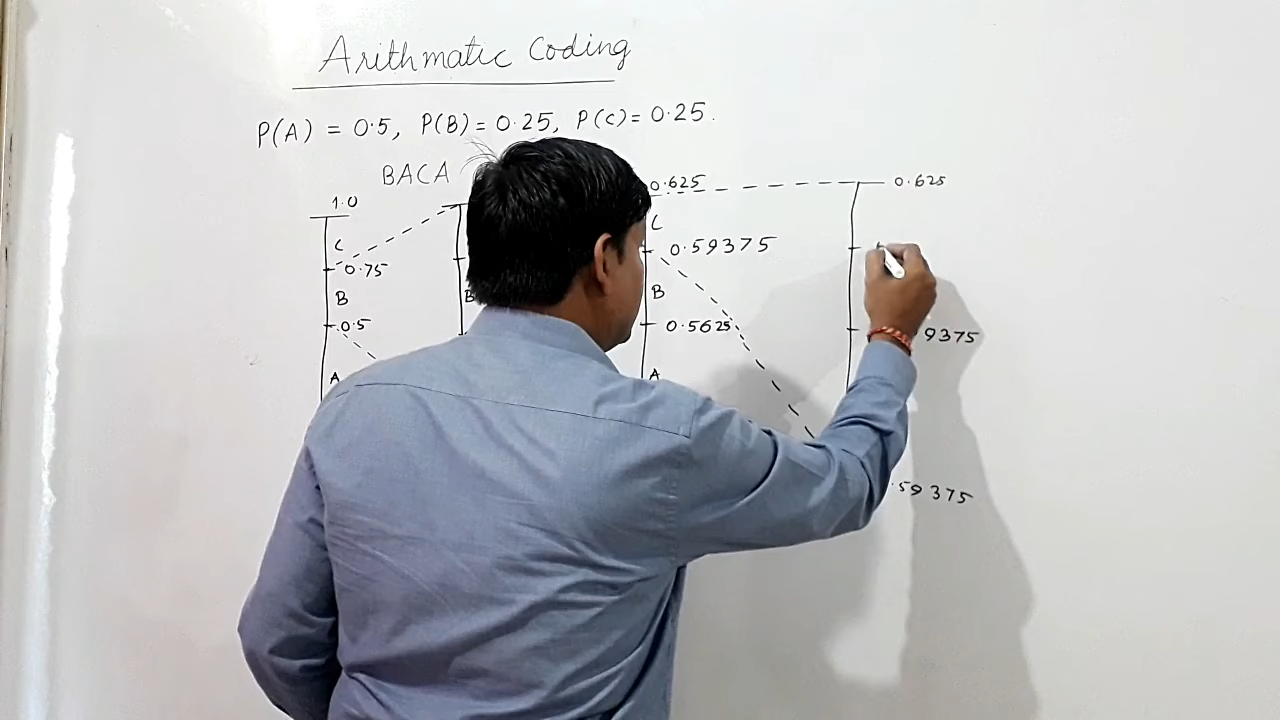 Arithmatic Coding
P(A) = 0.5, P(B) = 0.25, P(C) = 0.25.
BACA
1.0
0.625
0.625
C
C
0.75
0.59375
B
B
B
0.5
0.5625
9375
A
A
.59375